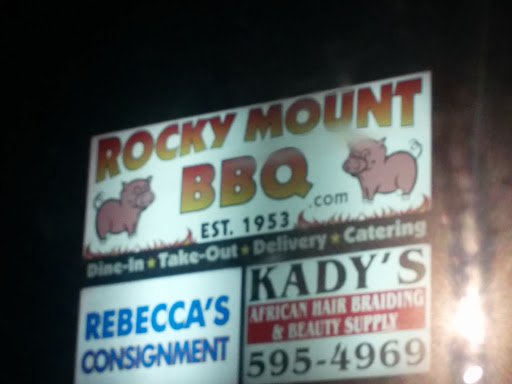 ROCKY MOUNT
BBQ
.com
EST. 1953
Dine-In ★ Take-Out ★ Delivery ★ Catering
REBECCA'S
CONSIGNMENT
KADY'S
AFRICAN HAIR BRAIDING
& BEAUTY SUPPLY
595-4969